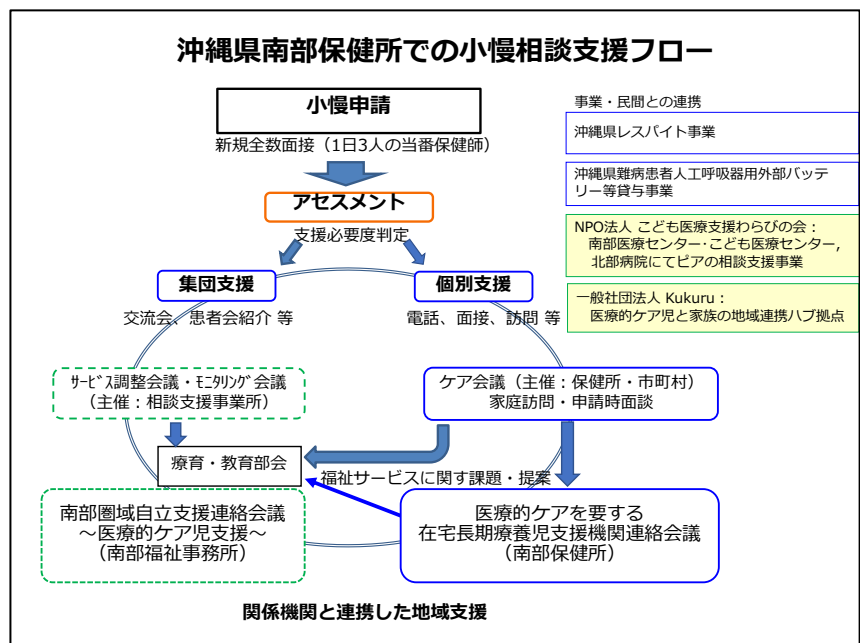 沖縄県南部保健所での小慢相談支援フロー
小慢申請
新規全数面接（1日3人の当番保健師）
アセスメント
支援必要度判定
集団支援
交流会、患者会紹介 等
個別支援
電話、面接、訪問 等
ｻｰﾋﾞｽ調整会議・ﾓﾆﾀﾘﾝｸﾞ会議
（主催：相談支援事業所）
ケア会議（主催：保健所・市町村）
家庭訪問・申請時面談
療育・教育部会
福祉サービスに関す課題・提案
南部圏域自立支援連絡会議
～医療的ケア児支援～
（南部福祉事務所）
医療的ケアを要する
在宅長期療養児支援機関連絡会議
（南部保健所）
関係機関と連携した地域支援
事業・民間との連携
沖縄県レスパイト事業
沖縄県難病患者人工呼吸器用外部バッテ
リー等貸与事業
NPO法人 こども医療支援わらびの会：
南部医療センター･こども医療センター,
北部病院にてピアの相談支援事業
一般社団法人 Kukuru：
医療的ケア児と家族の地域連携ハブ拠点